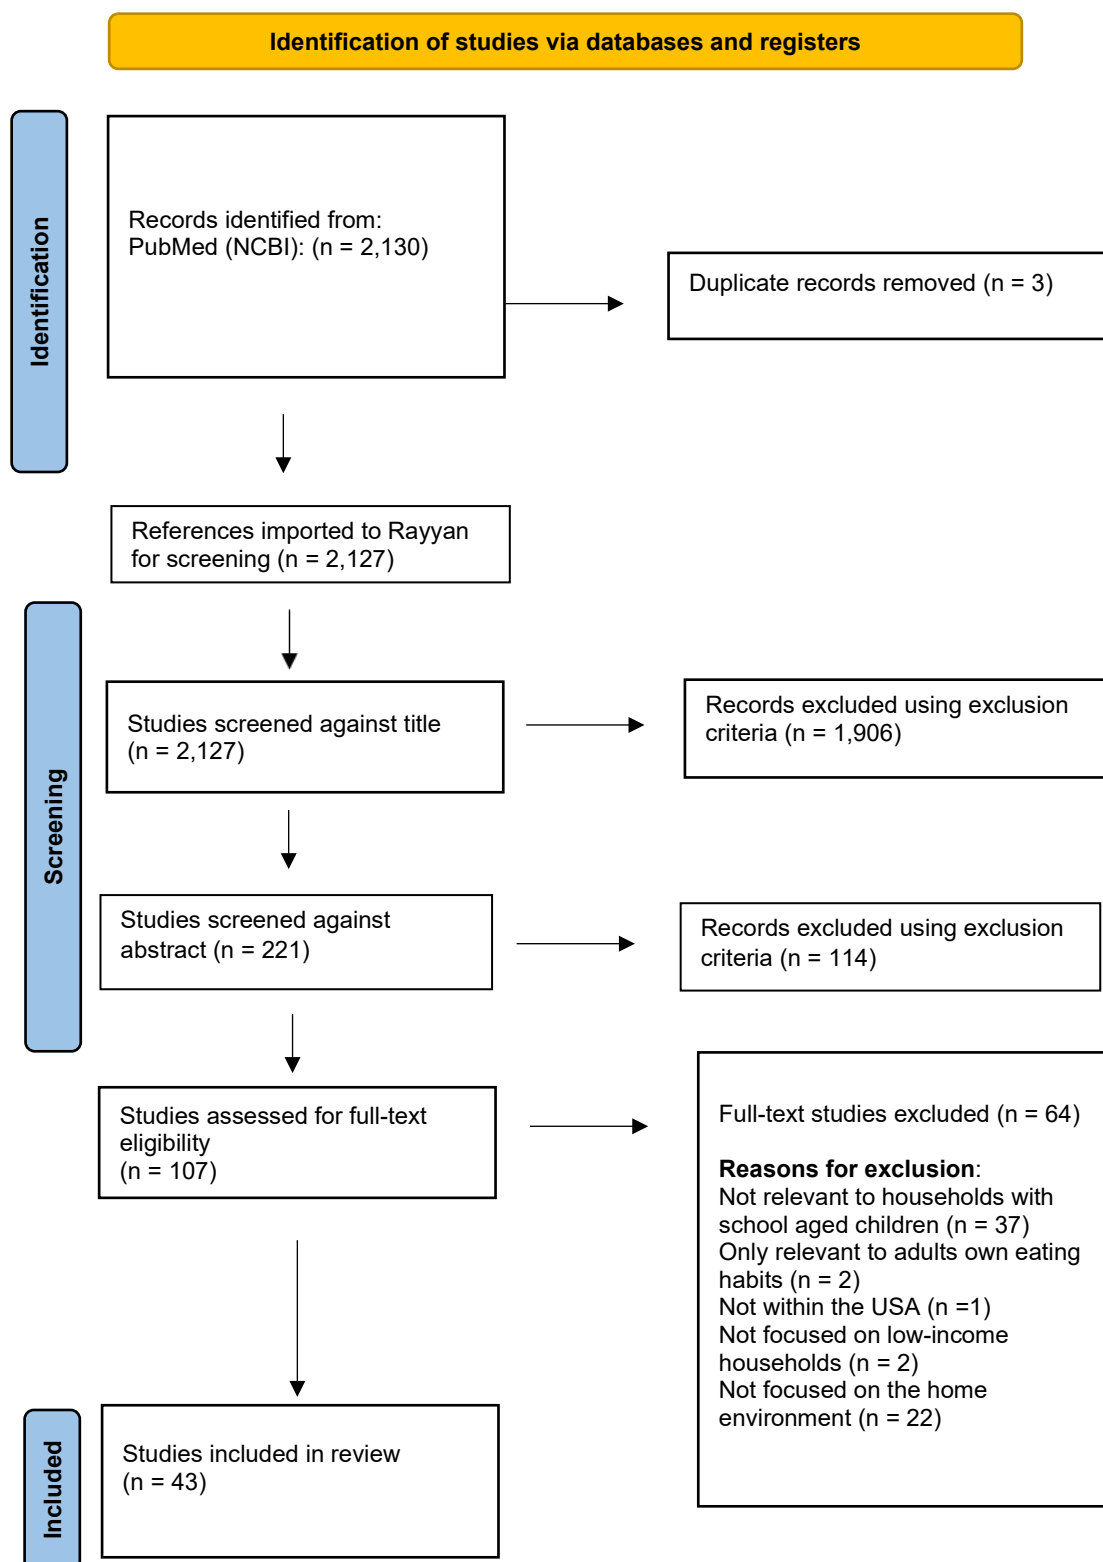 Identification of studies via databases and registers
Identification
Records identified from:
PubMed (NCBI): (n = 2,130)
Duplicate records removed (n = 3)
References imported to Rayyan
for screening (n = 2,127)
Screening
Studies screened against title
(n = 2,127)
Records excluded using exclusion
criteria (n = 1,906)
Studies screened against
abstract (n = 221)
Records excluded using exclusion
criteria (n = 114)
Studies assessed for full-text
eligibility
(n = 107)
Full-text studies excluded (n = 64)
Reasons for exclusion:
Not relevant to households with
school aged children (n = 37)
Only relevant to adults own eating
habits (n = 2)
Not within the USA (n =1)
Not focused on low-income
households (n = 2)
Not focused on the home
environment (n = 22)
Included
Studies included in review
(n = 43)